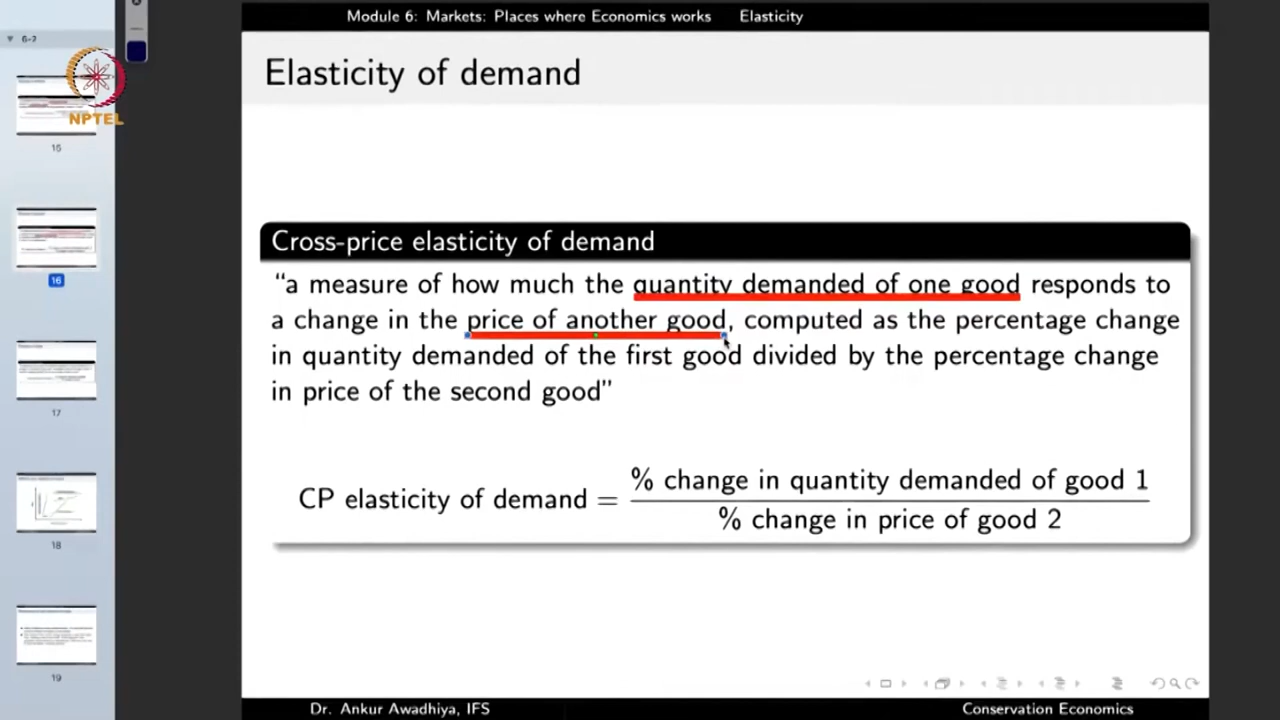 Module 6: Markets: Places where Economics works Elasticity
6-2
NPTEL
Elasticity of demand
15
16
17
18
19
Cross-price elasticity of demand
“a measure of how much the quantity demanded of one good responds to
a change in the price of another good, computed as the percentage change
in quantity demanded of the first good divided by the percentage change
in price of the second good”
CP elasticity of demand = % change in quantity demanded of good 1
% change in price of good 2
Dr. Ankur Awadhiya, IFS Conservation Economics